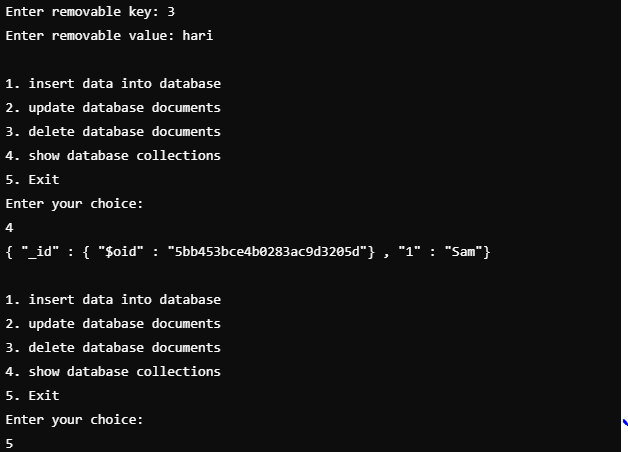 Enter removable key: 3
Enter removable value: hari
1. insert data into database
2. update database documents
3. delete database documents
4. show database collections
5. Exit
Enter your choice:
4
{ "_id" : { "$oid" : "5bb453bce4b0283ac9d3205d"} , "1" : "Sam"}
1. insert data into database
2. update database documents
3. delete database documents
4. show database collections
5. Exit
Enter your choice:
5